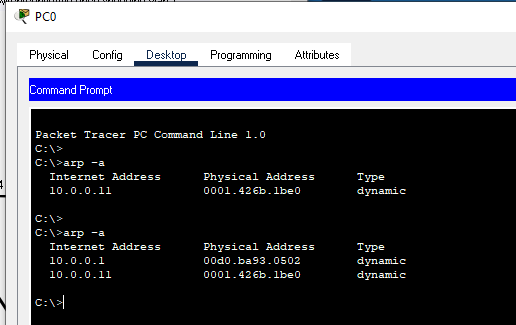 PC0
Physical Config Desktop Programming Attributes
Command Prompt
Packet Tracer PC Command Line 1.0
C:\>
C:\>arp -a
Internet Address Physical Address Type
10.0.0.11 0001.426b.1be0 dynamic
C:\>
C:\>arp -a
Internet Address Physical Address Type
10.0.0.1 00d0.ba93.0502 dynamic
10.0.0.11 0001.426b.1be0 dynamic
C:\>